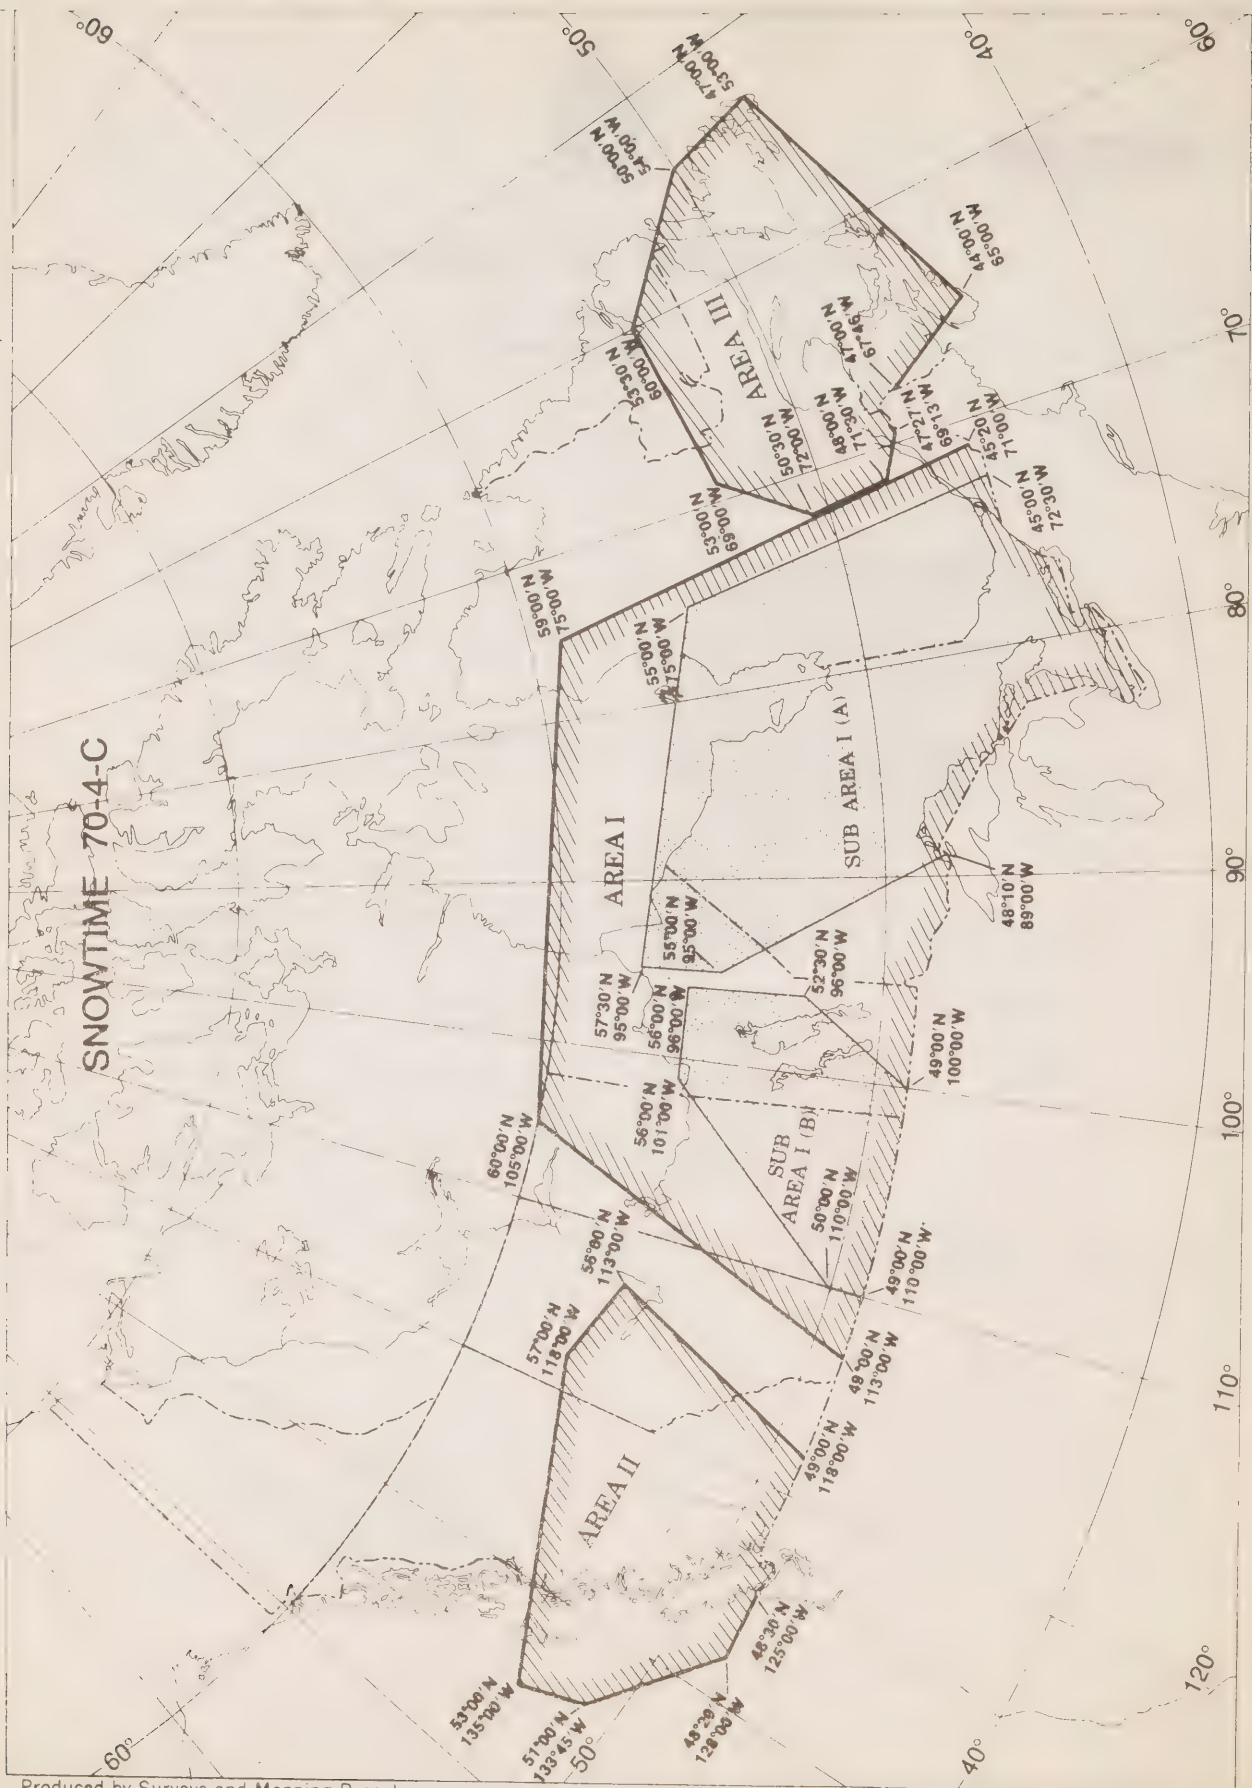 SNOWTIME 70-4-C
60°
50°
40°
60°
70°
80°
90°
100°
110°
120°
40°
50°
60°
47°00'N
53°00'W
50°00'N
54°00'W
AREA III
44°00'N
65°00'W
47°00'N
67°46'W
53°30'N
60°00'W
48°00'N
71°30'W
50°30'N
72°00'W
47°27'N
69°13'W
45°20'N
71°00'W
45°00'N
72°30'W
53°00'N
69°00'W
59°00'N
75°00'W
55°00'N
75°00'W
AREA I
SUB AREA I (A)
48°10'N
89°00'W
55°00'N
95°00'W
57°30'N
95°00'W
56°00'N
96°00'W
52°30'N
96°00'W
49°00'N
100°00'W
56°00'N
101°00'W
SUB
AREA I (B)
60°00'N
105°00'W
50°00'N
110°00'W
49°00'N
110°00'W
49°00'N
113°00'W
56°00'N
113°00'W
57°00'N
118°00'W
49°00'N
118°00'W
AREA II
48°30'N
125°00'W
48°29'N
128°00'W
51°00'N
133°45'W
53°00'N
135°00'W
Produced by Surveys and Mapping